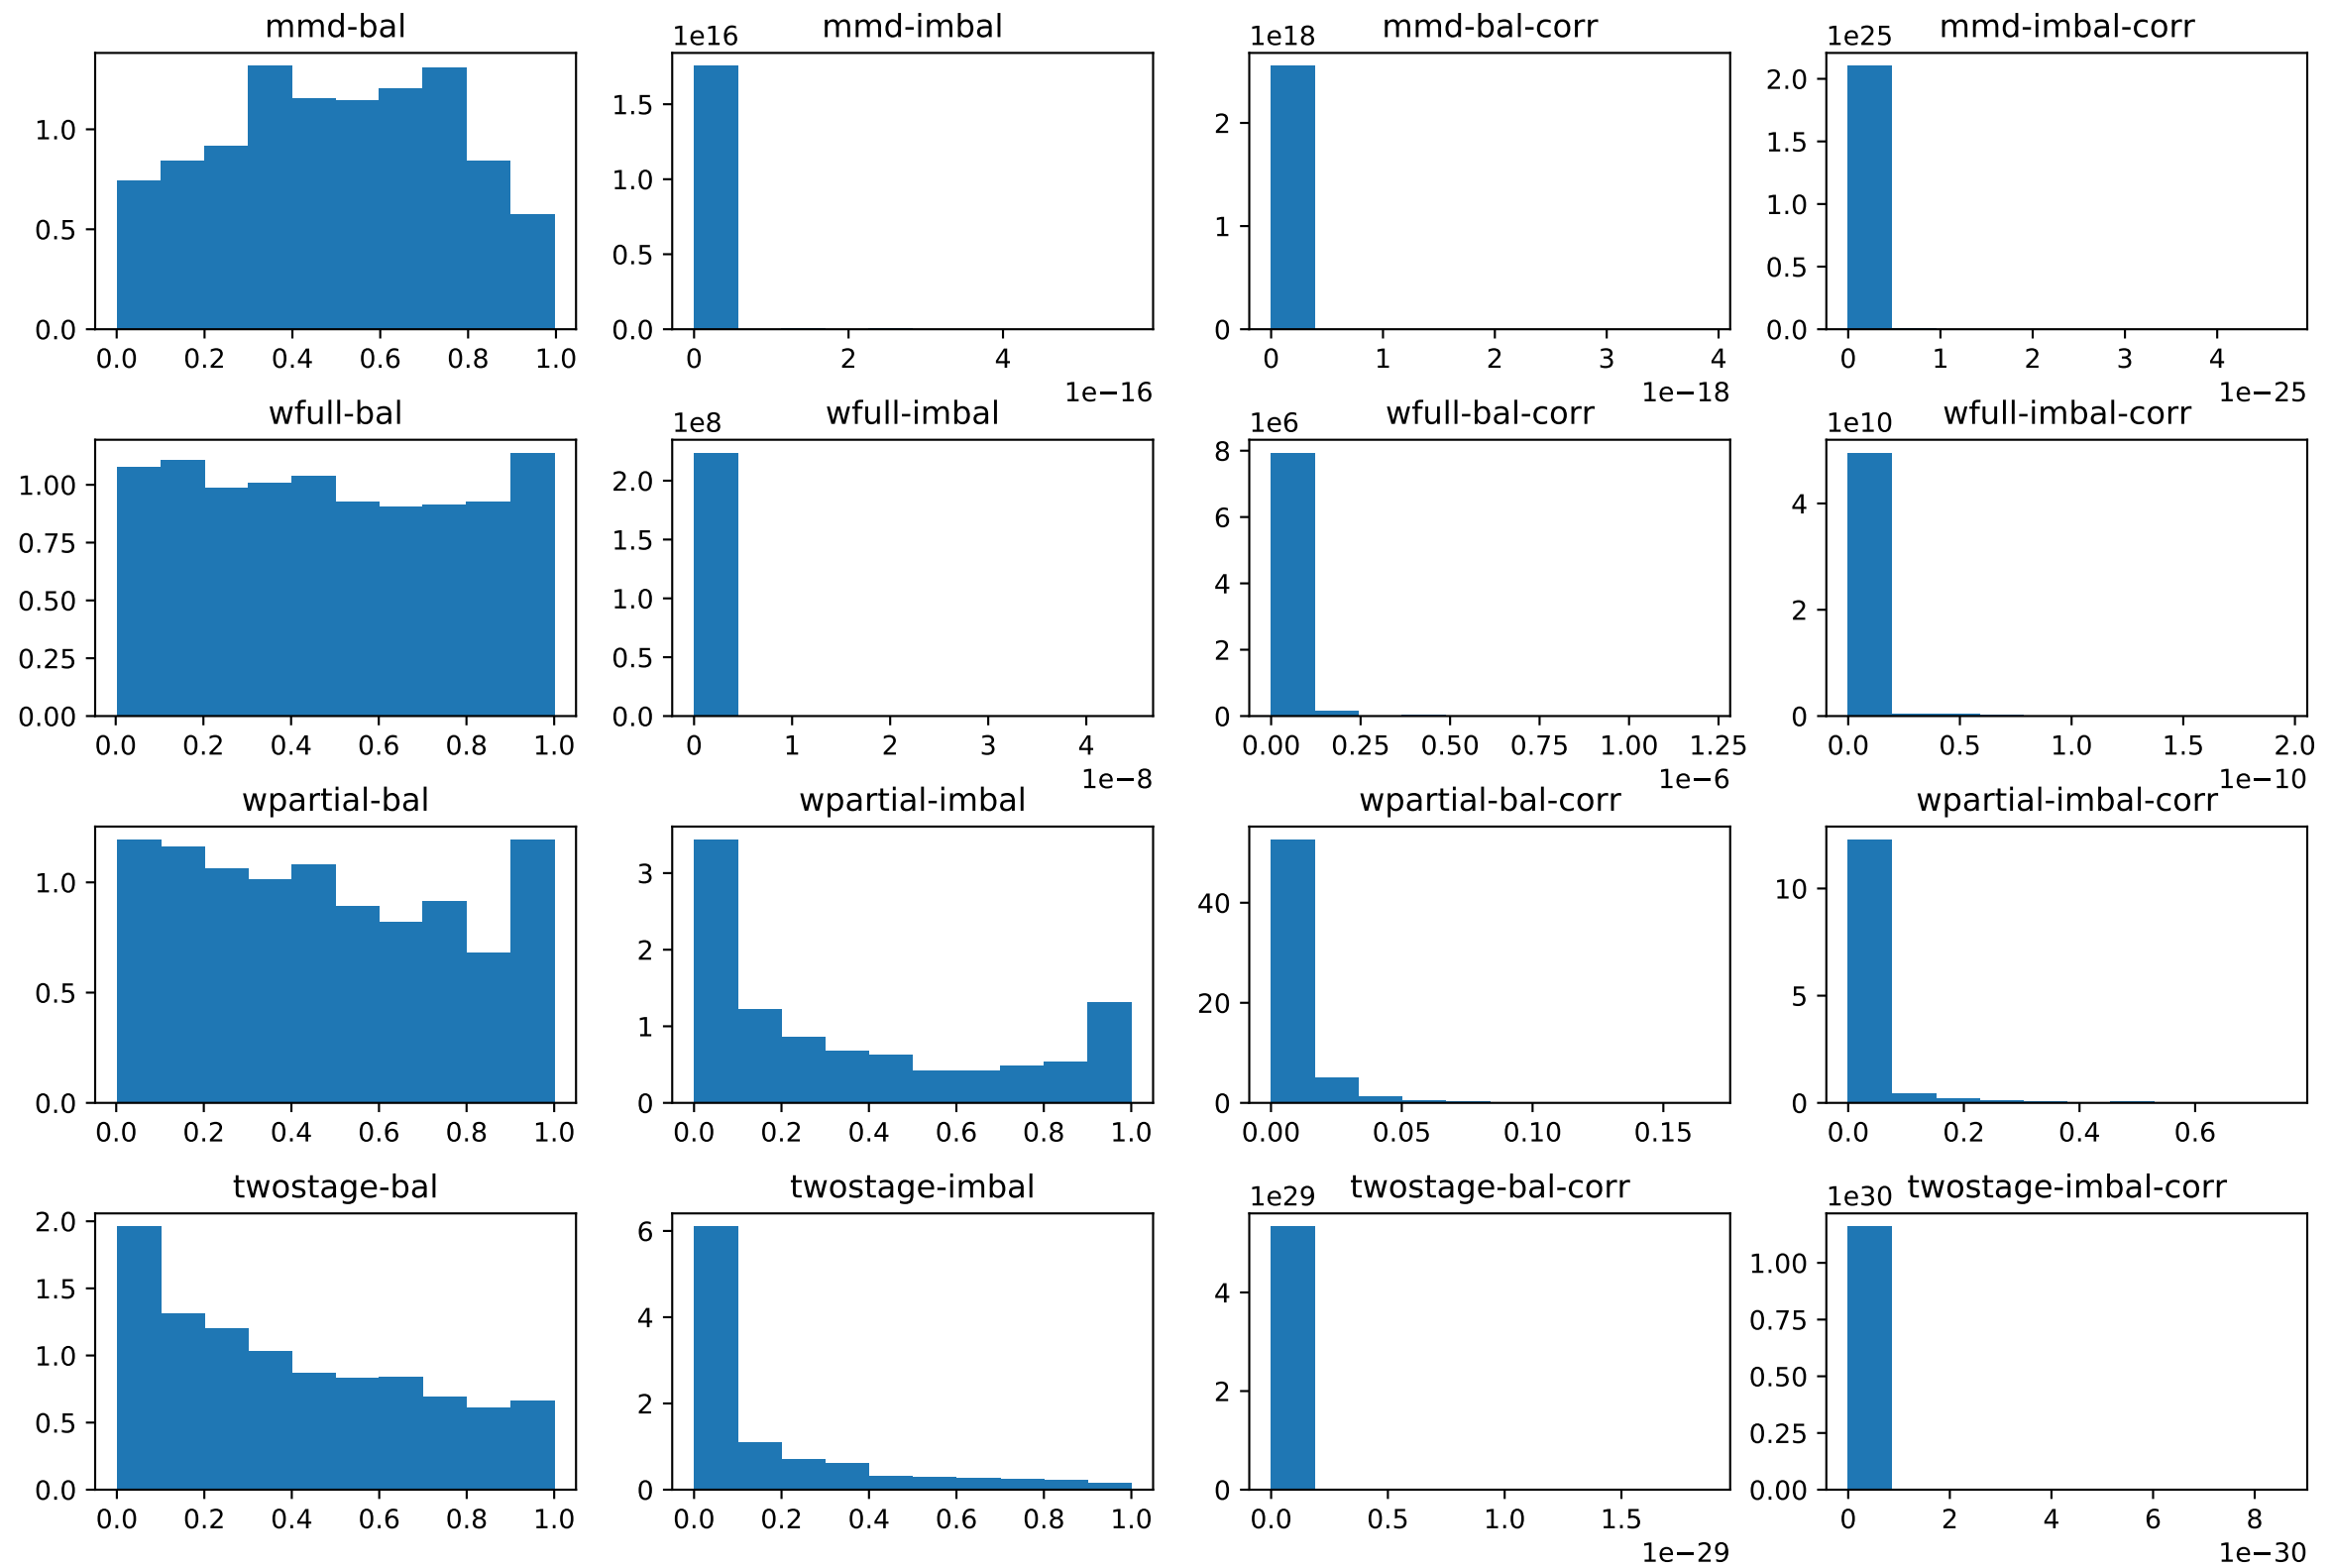 mmd-bal
1.0
0.5
0.0
0.0 0.2 0.4 0.6 0.8 1.0
mmd-imbal
1e16
1.5
1.0
0.5
0.0
0 2 4
1e−16
mmd-bal-corr
1e18
2
1
0
0 1 2 3 4
1e−18
mmd-imbal-corr
1e25
2.0
1.5
1.0
0.5
0.0
0 1 2 3 4
1e−25
wfull-bal
1.00
0.75
0.50
0.25
0.00
0.0 0.2 0.4 0.6 0.8 1.0
wfull-imbal
1e8
2.0
1.5
1.0
0.5
0.0
0 1 2 3 4
1e−8
wfull-bal-corr
1e6
8
6
4
2
0
0.00 0.25 0.50 0.75 1.00 1.25
1e−6
wfull-imbal-corr
1e10
4
2
0
0.0 0.5 1.0 1.5 2.0
1e−10
wpartial-bal
1.0
0.5
0.0
0.0 0.2 0.4 0.6 0.8 1.0
wpartial-imbal
3
2
1
0
0.0 0.2 0.4 0.6 0.8 1.0
wpartial-bal-corr
40
20
0
0.00 0.05 0.10 0.15
wpartial-imbal-corr
10
5
0
0.0 0.2 0.4 0.6
twostage-bal
2.0
1.5
1.0
0.5
0.0
0.0 0.2 0.4 0.6 0.8 1.0
twostage-imbal
6
4
2
0
0.0 0.2 0.4 0.6 0.8 1.0
twostage-bal-corr
1e29
4
2
0
0.0 0.5 1.0 1.5
1e−29
twostage-imbal-corr
1e30
1.00
0.75
0.50
0.25
0.00
0 2 4 6 8
1e−30